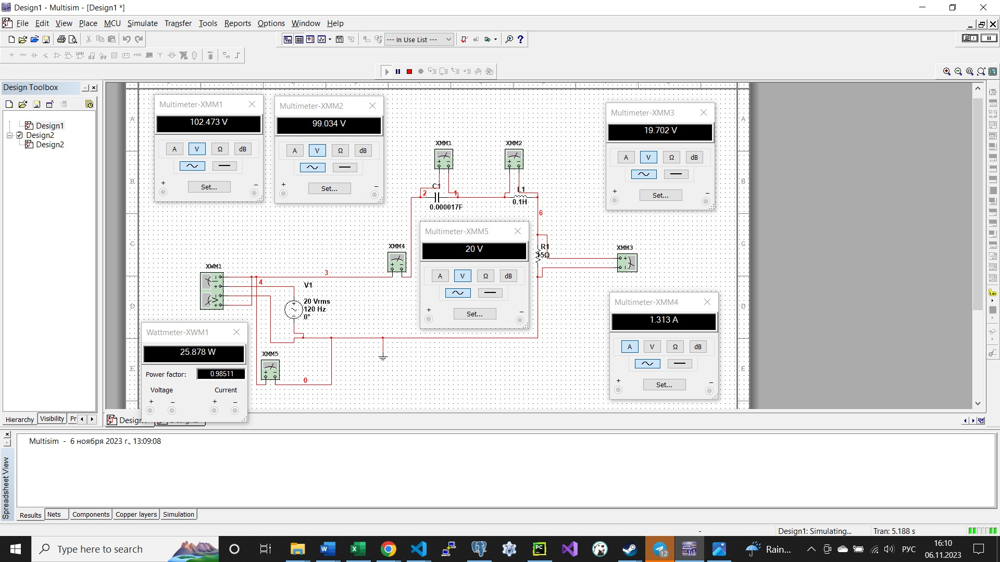 Design1 - Multisim - [Design1 *]
File Edit View Place MCU Simulate Transfer Tools Reports Options Window Help
--- In Use List ---
Design Toolbox
Design1
Design2
Design2
Hierarchy Visibility Pr
Multimeter-XMM1
102.473 V
A V Ω dB
Set...
+ −
Multimeter-XMM2
99.034 V
A V Ω dB
Set...
+ −
Multimeter-XMM3
19.702 V
A V Ω dB
Set...
+ −
XMM1
XMM2
C1
2
1
0.000017F
L1
0.1H
6
Multimeter-XMM5
20 V
A V Ω dB
Set...
+ −
R1
15Ω
XMM3
XMM4
XWM1
3
4
V1
20 Vrms
120 Hz
0°
Multimeter-XMM4
1.313 A
A V Ω dB
Set...
+ −
Wattmeter-XWM1
25.878 W
Power factor: 0.98511
Voltage Current
+ − + −
XMM5
0
A
B
C
D
E
A
B
C
D
E
Multisim - 6 ноября 2023 г., 13:09:08
Spreadsheet View
Results Nets Components Copper layers Simulation
- Design1: Simulating... Tran: 5.188 s
Type here to search
12
Rain...
РУС
16:10
06.11.2023